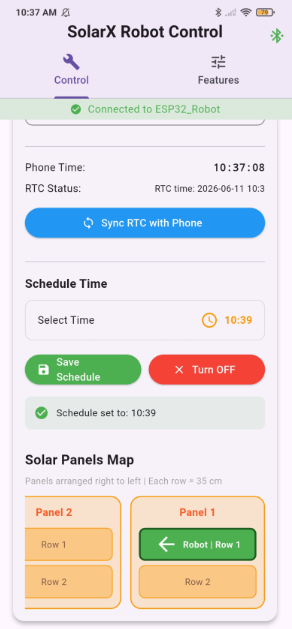 10:37 AM
79
SolarX Robot Control
Control
Features
Connected to ESP32_Robot
Phone Time:
10:37:08
RTC Status:
RTC time: 2026-06-11 10:3
Sync RTC with Phone
Schedule Time
Select Time
10:39
Save
Schedule
Turn OFF
Schedule set to: 10:39
Solar Panels Map
Panels arranged right to left | Each row = 35 cm
Panel 2
Panel 1
Row 1
Robot | Row 1
Row 2
Row 2